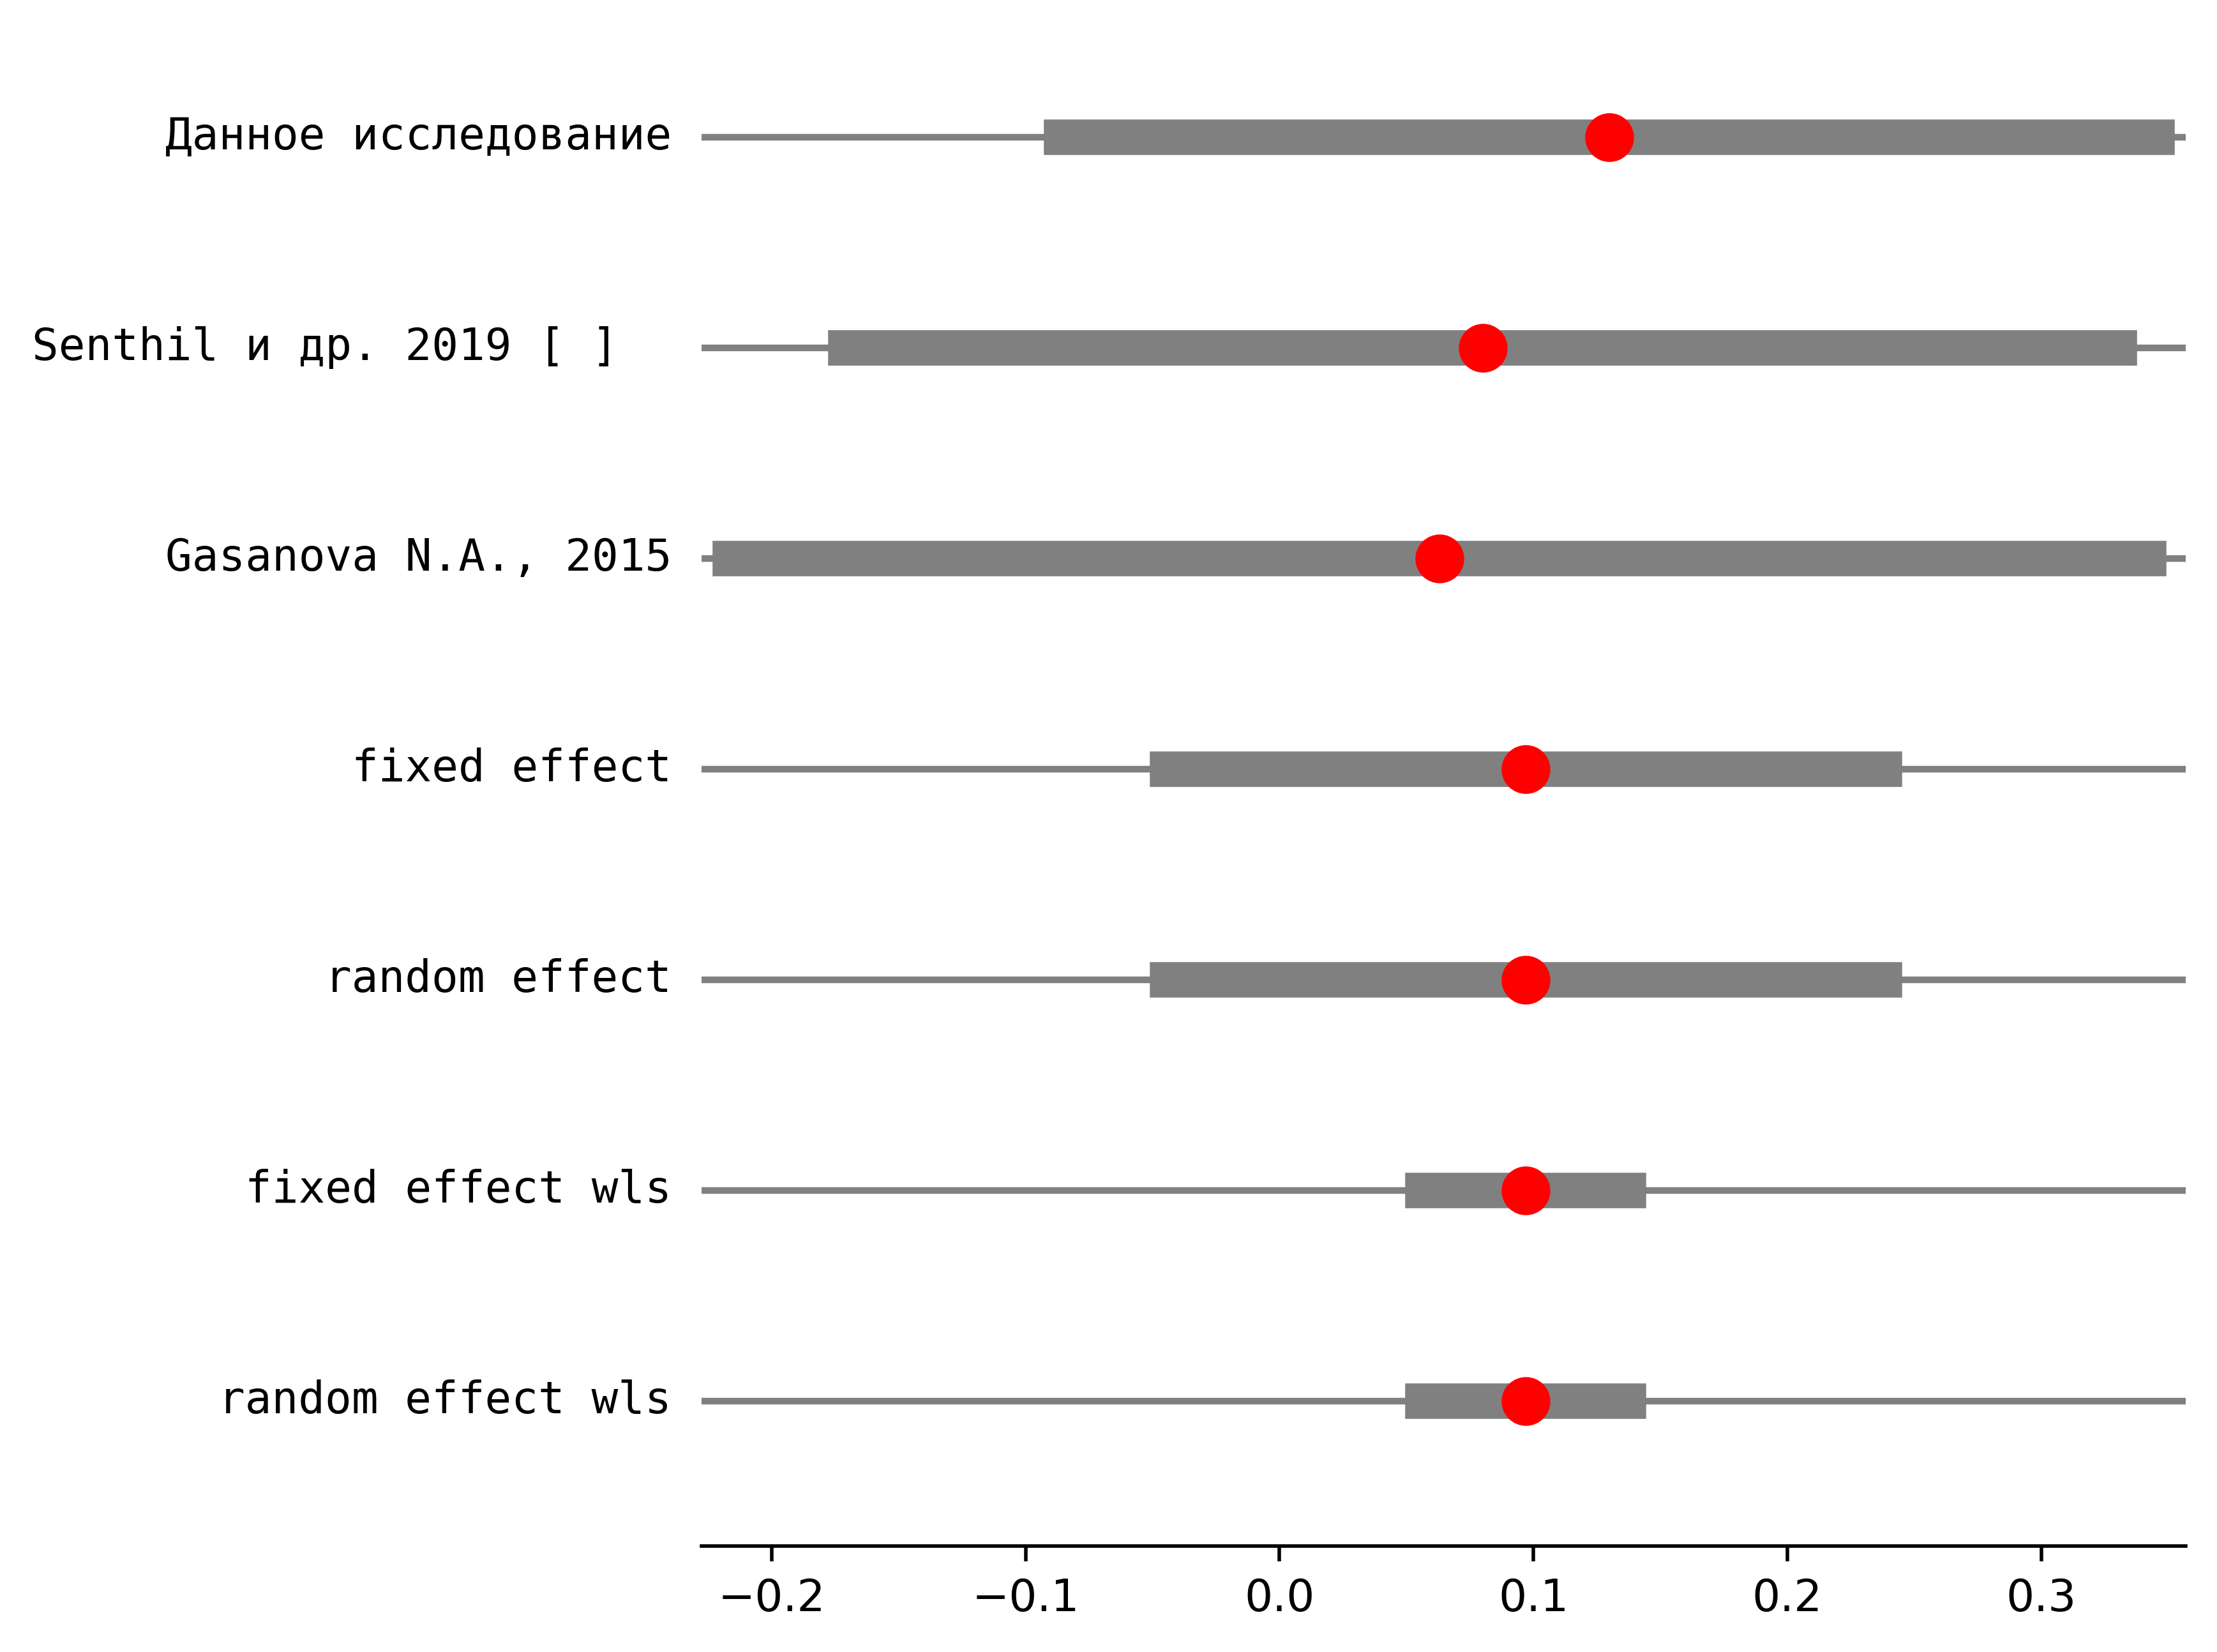 Данное исследование
Senthil и др. 2019 [ ]
Gasanova N.A., 2015
fixed effect
random effect
fixed effect wls
random effect wls
−0.2 −0.1 0.0 0.1 0.2 0.3